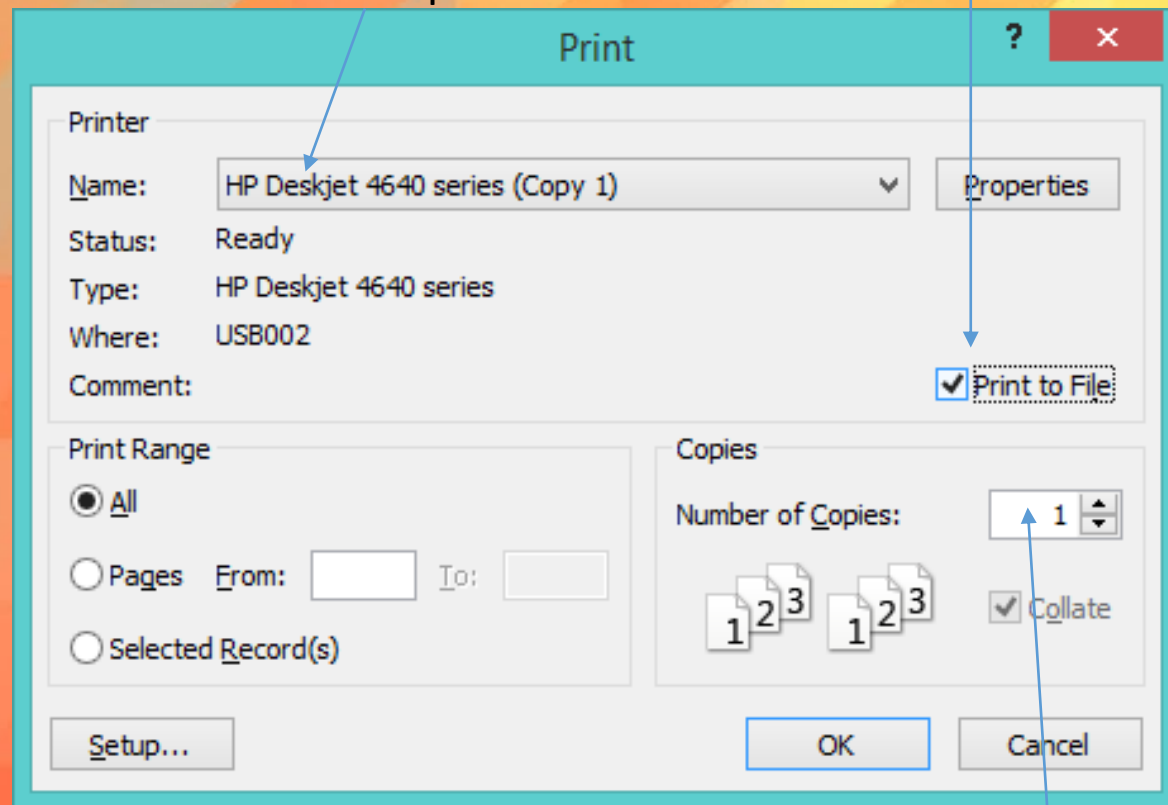 Print
?
×
Printer
Name: HP Deskjet 4640 series (Copy 1) Properties
Status: Ready
Type: HP Deskjet 4640 series
Where: USB002
Comment: Print to File
Print Range
All
Pages From: To:
Selected Record(s)
Copies
Number of Copies: 1
1 2 3 1 2 3 Collate
Setup... OK Cancel